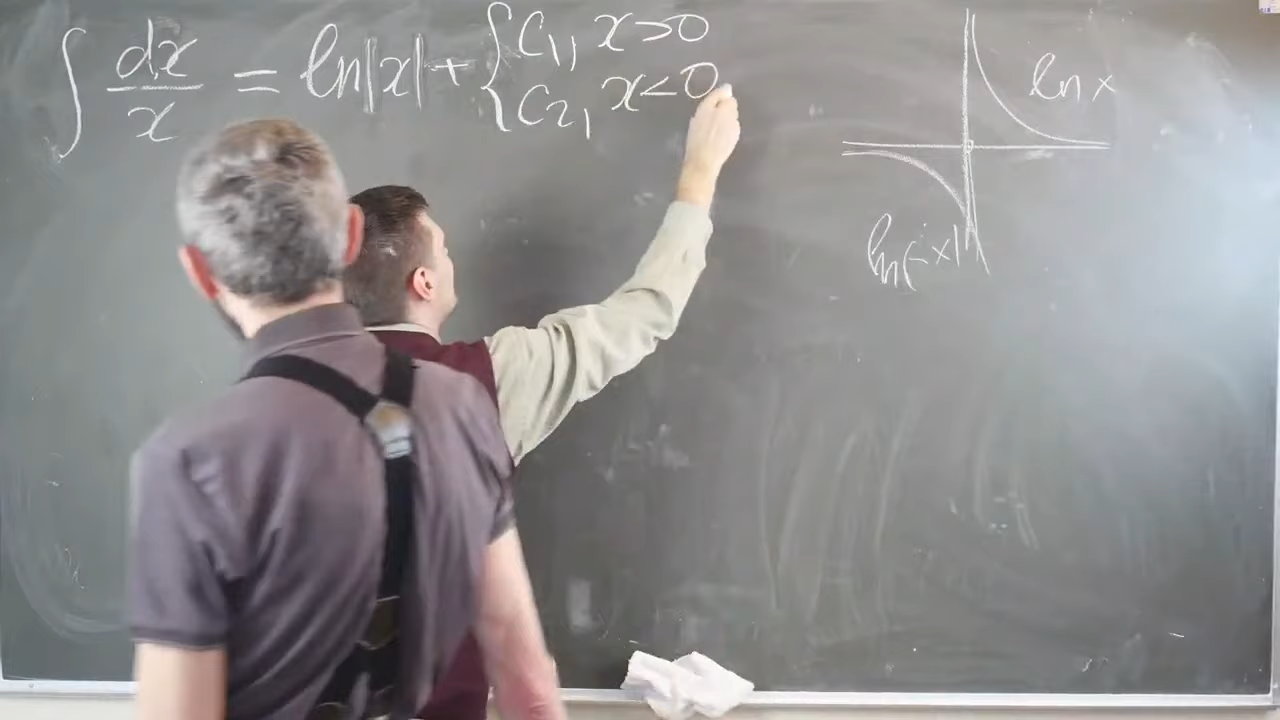 ∫ dx/x = ln|x| + { C1, x>0
C2, x<0
ln x
ln(-x)